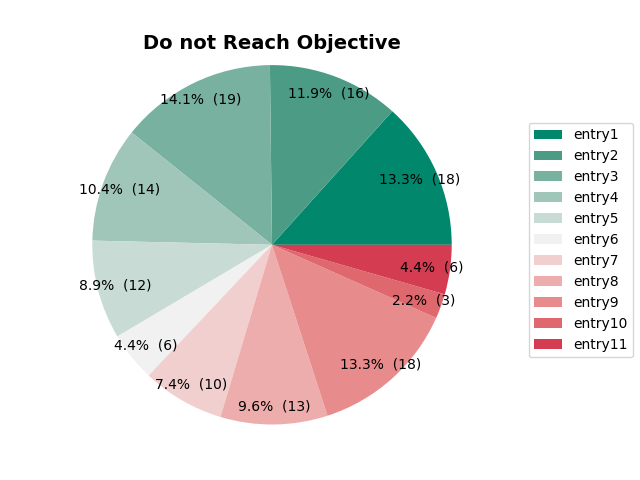 Do not Reach Objective
14.1%  (19)
11.9%  (16)
10.4%  (14)
13.3%  (18)
8.9%  (12)
4.4%  (6)
2.2%  (3)
4.4%  (6)
7.4%  (10)
13.3%  (18)
9.6%  (13)
entry1
entry2
entry3
entry4
entry5
entry6
entry7
entry8
entry9
entry10
entry11